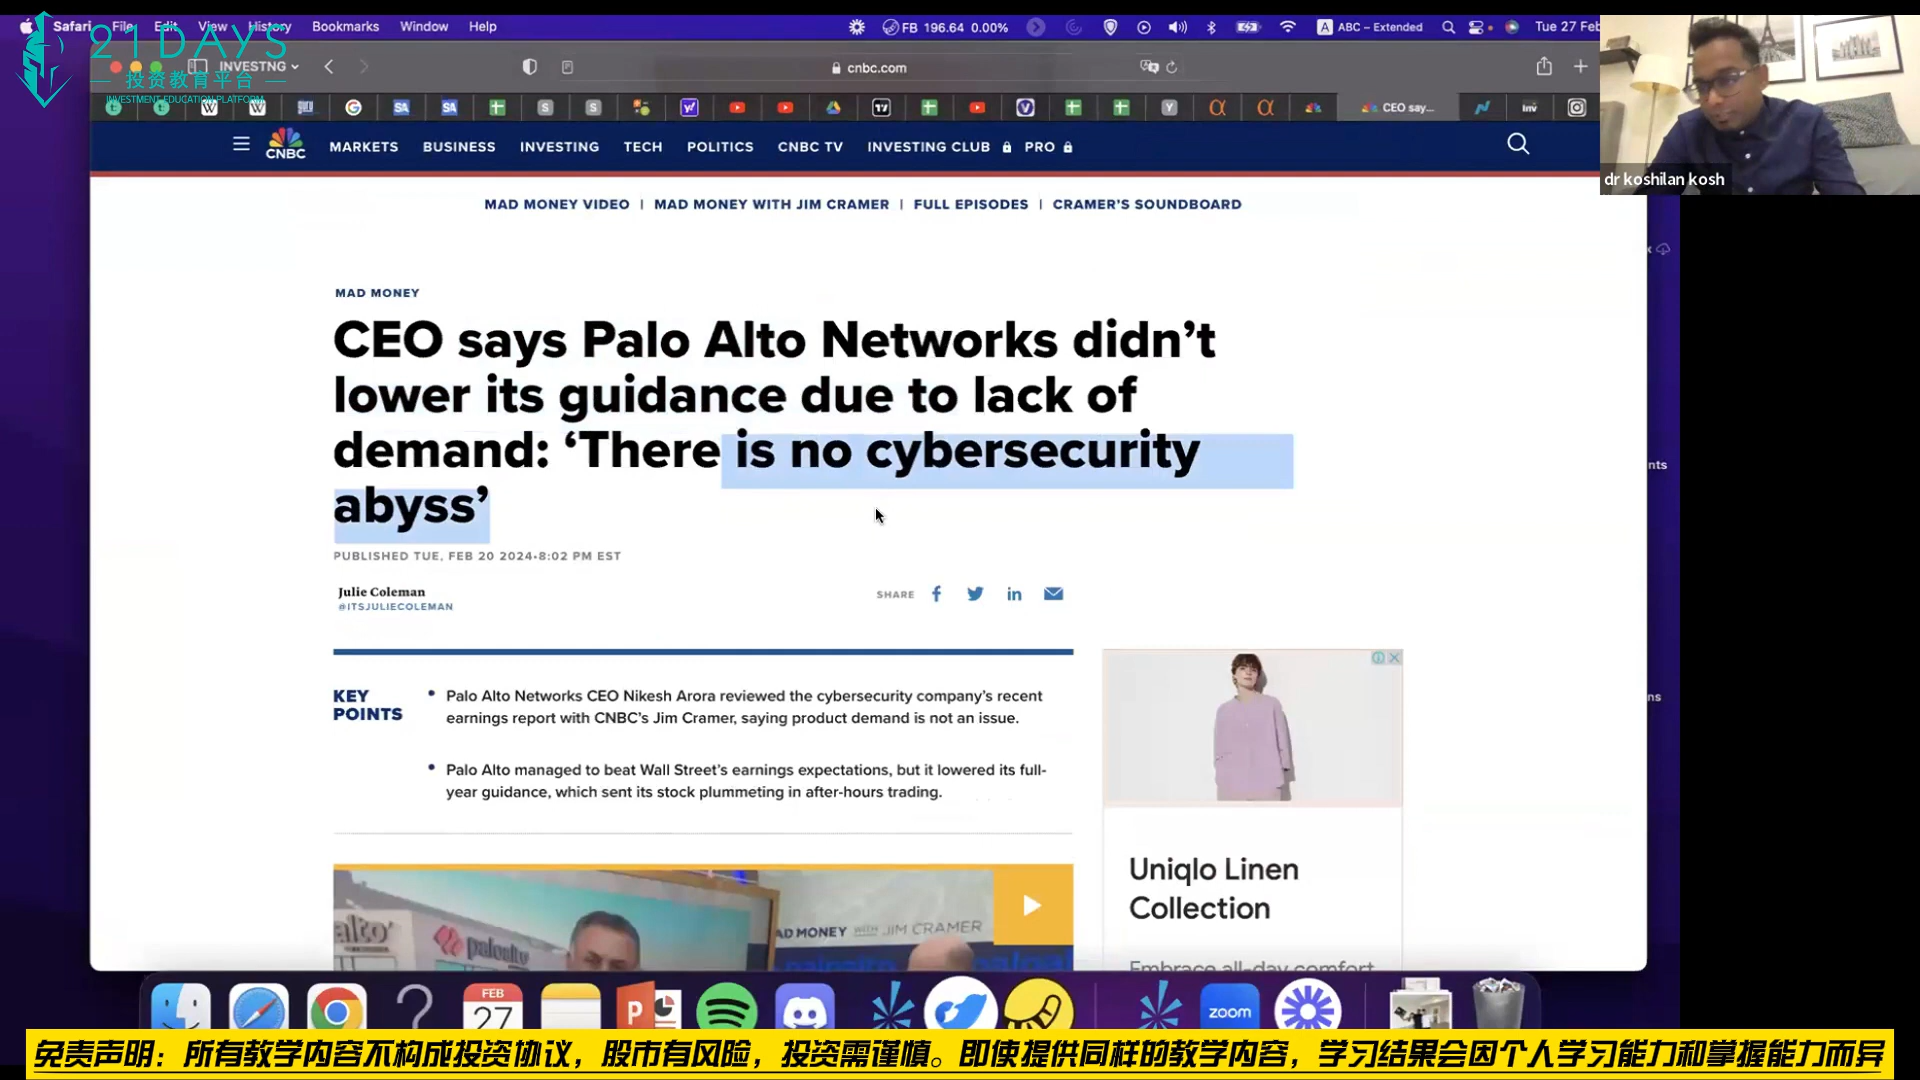 Safari File Edit View History Bookmarks Window Help FB 196.64 0.00% A ABC – Extended Tue 27 Feb
21DAYS
投资教育平台
INVESTMENT EDUCATION PLATFORM
INVESTNG
cnbc.com
CEO say...
CNBC MARKETS BUSINESS INVESTING TECH POLITICS CNBC TV INVESTING CLUB PRO
dr koshilan kosh
MAD MONEY VIDEO | MAD MONEY WITH JIM CRAMER | FULL EPISODES | CRAMER'S SOUNDBOARD
MAD MONEY
CEO says Palo Alto Networks didn’t
lower its guidance due to lack of
demand: ‘There is no cybersecurity
abyss’
PUBLISHED TUE, FEB 20 2024•8:02 PM EST
Julie Coleman
@ITSJULIECOLEMAN
SHARE
KEY
POINTS
Palo Alto Networks CEO Nikesh Arora reviewed the cybersecurity company’s recent
earnings report with CNBC’s Jim Cramer, saying product demand is not an issue.
Palo Alto managed to beat Wall Street’s earnings expectations, but it lowered its full-
year guidance, which sent its stock plummeting in after-hours trading.
MAD MONEY WITH JIM CRAMER
paloalto
Uniqlo Linen
Collection
Embrace all-day comfort
FEB
27
zoom
免责声明：所有教学内容不构成投资协议，股市有风险，投资需谨慎。即使提供同样的教学内容，学习结果会因个人学习能力和掌握能力而异